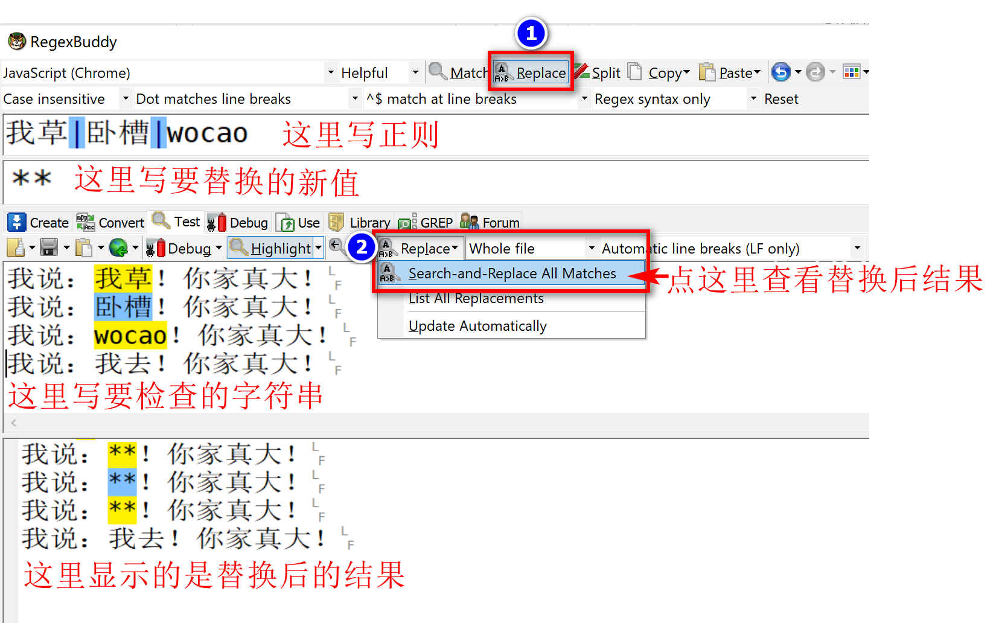 1
RegexBuddy
JavaScript (Chrome) Helpful Match Replace Split Copy Paste
Case insensitive Dot matches line breaks ^$ match at line breaks Regex syntax only Reset
我草|卧槽|wocao 这里写正则
** 这里写要替换的新值
Create Convert Test Debug Use Library GREP Forum
Debug Highlight 2 Replace Whole file Automatic line breaks (LF only)
Search-and-Replace All Matches 点这里查看替换后结果
List All Replacements
Update Automatically
我说：我草！你家真大！LF
我说：卧槽！你家真大！LF
我说：wocao！你家真大！LF
我说：我去！你家真大！LF
这里写要检查的字符串
我说：**！你家真大！LF
我说：**！你家真大！LF
我说：**！你家真大！LF
我说：我去！你家真大！LF
这里显示的是替换后的结果